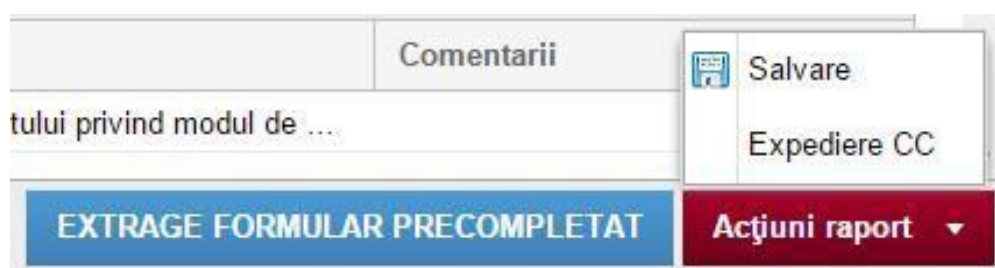 Comentarii
Salvare
tului privind modul de ...
Expediere CC
EXTRAGE FORMULAR PRECOMPLETAT
Acţiuni raport